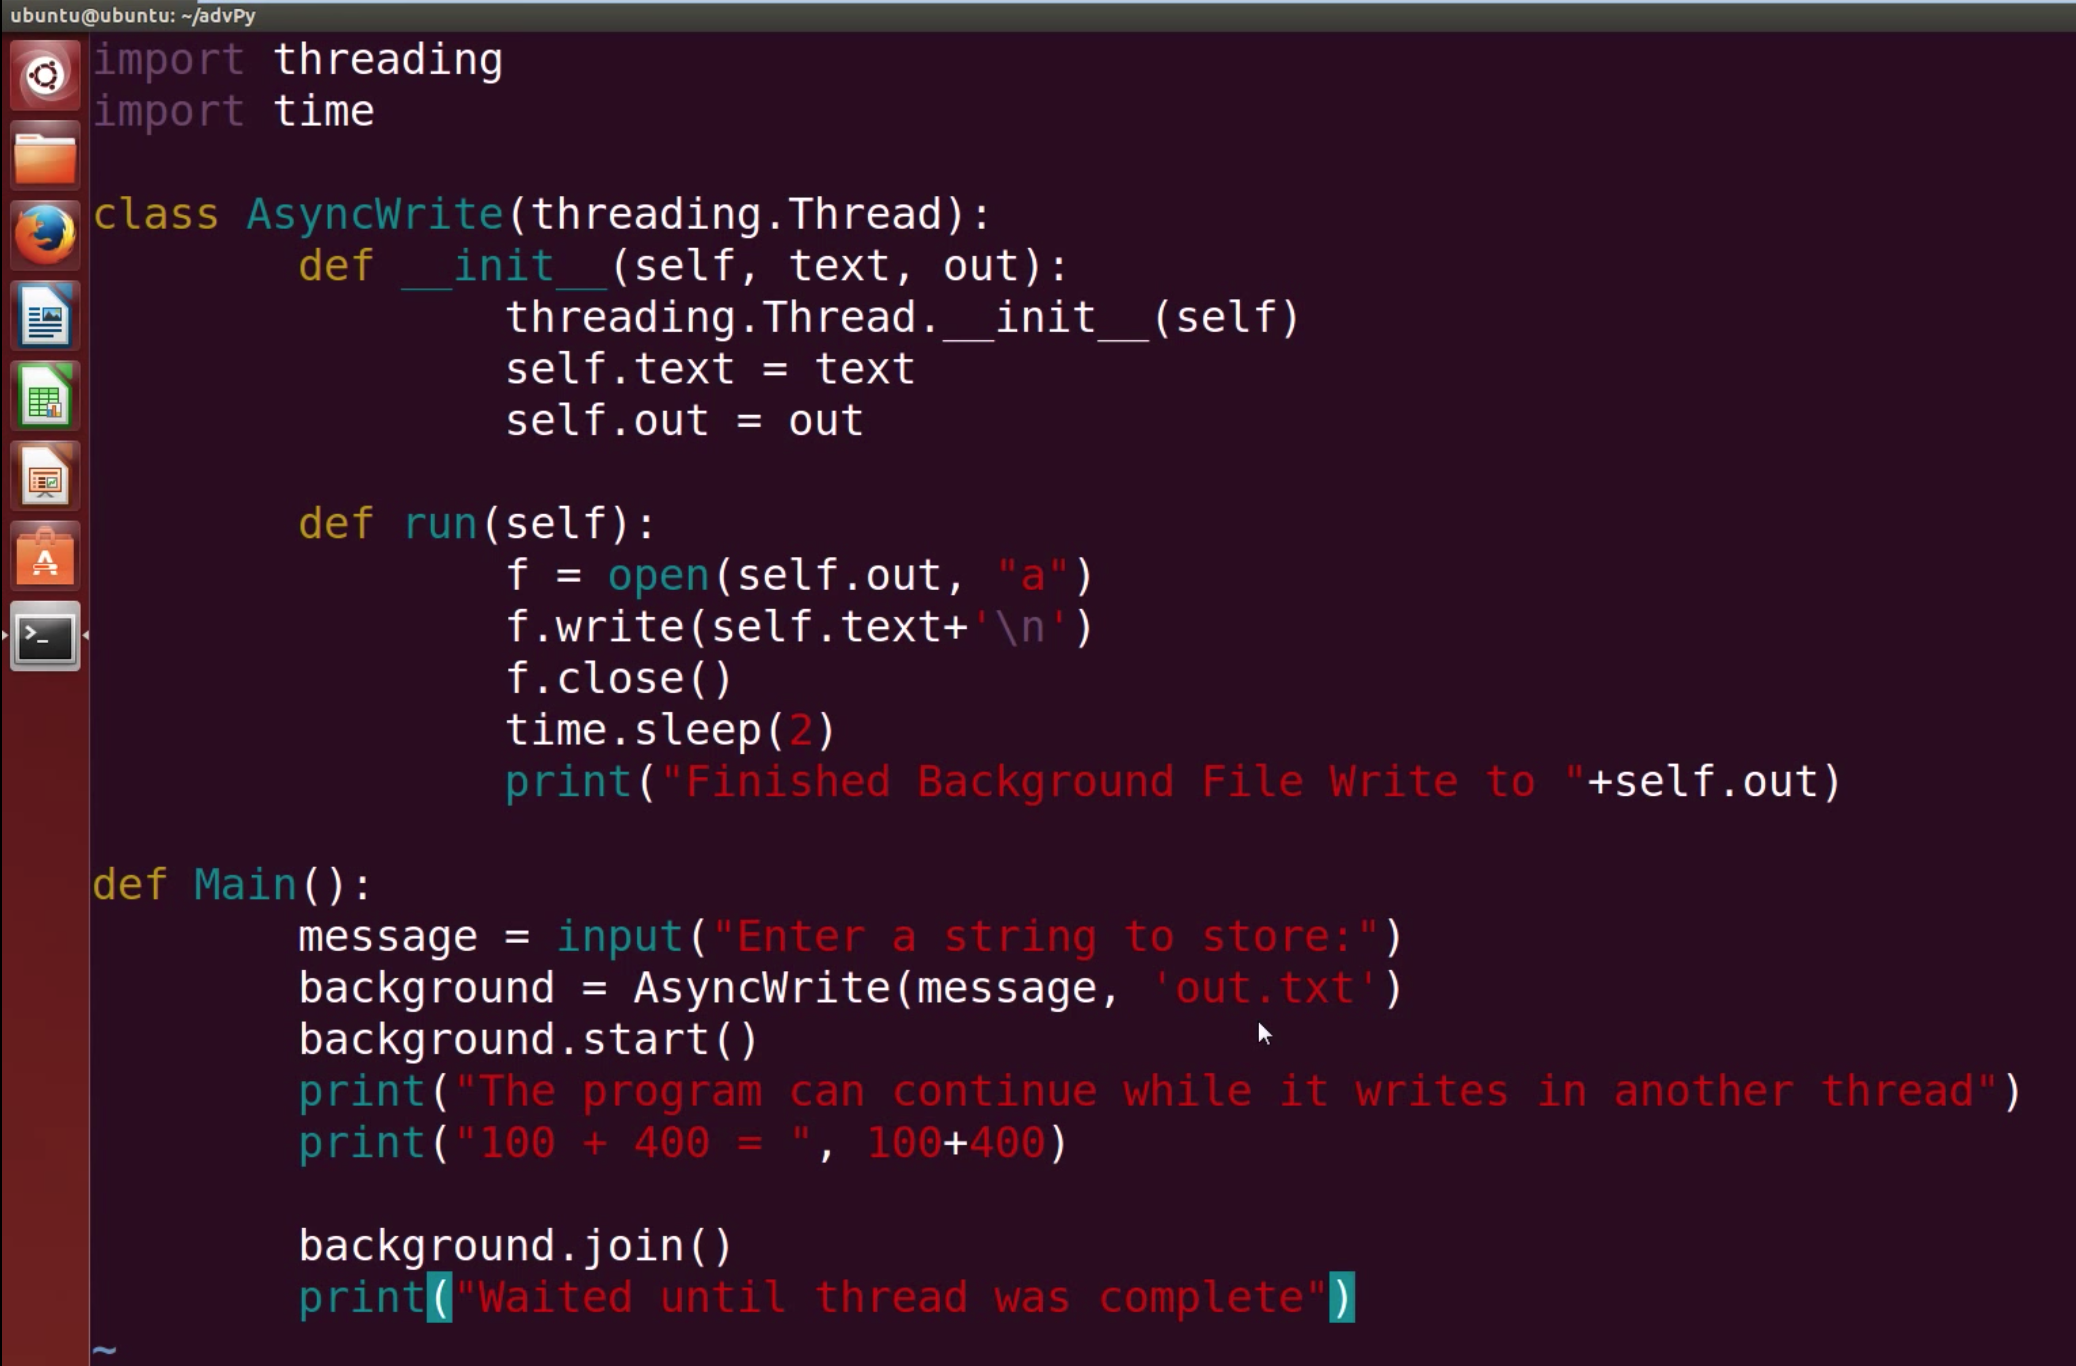 ubuntu@ubuntu: ~/advPy
import threading
import time
class AsyncWrite(threading.Thread):
        def __init__(self, text, out):
                threading.Thread.__init__(self)
                self.text = text
                self.out = out
        def run(self):
                f = open(self.out, "a")
                f.write(self.text+'\n')
                f.close()
                time.sleep(2)
                print("Finished Background File Write to "+self.out)
def Main():
        message = input("Enter a string to store:")
        background = AsyncWrite(message, 'out.txt')
        background.start()
        print("The program can continue while it writes in another thread")
        print("100 + 400 = ", 100+400)
        background.join()
        print("Waited until thread was complete")
~